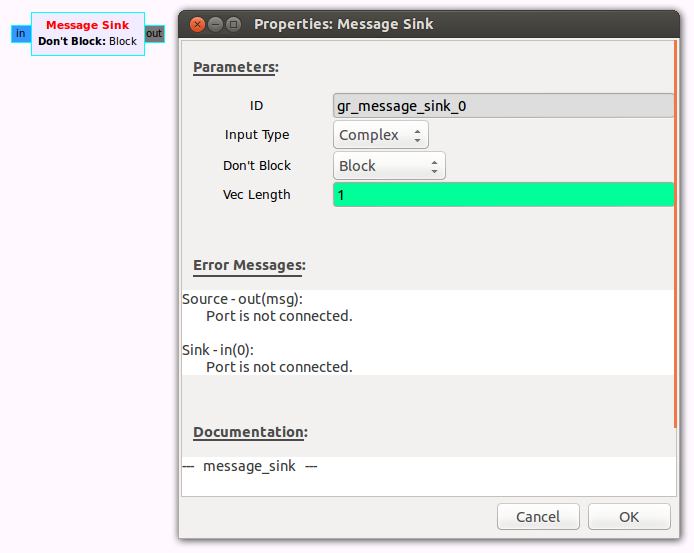 in
Message Sink
Don't Block: Block
out
Properties: Message Sink
Parameters:
ID
gr_message_sink_0
Input Type
Complex
Don't Block
Block
Vec Length
1
Error Messages:
Source - out(msg):
Port is not connected.
Sink - in(0):
Port is not connected.
Documentation:
--- message_sink ---
Cancel
OK